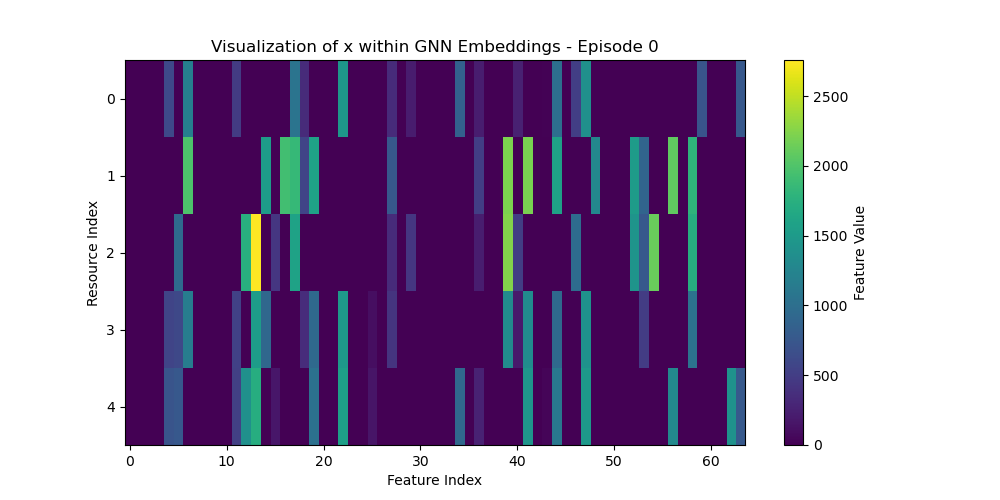 Visualization of x within GNN Embeddings - Episode 0
Resource Index
0
1
2
3
4
0 10 20 30 40 50 60
Feature Index
2500
2000
1500
1000
500
0
Feature Value